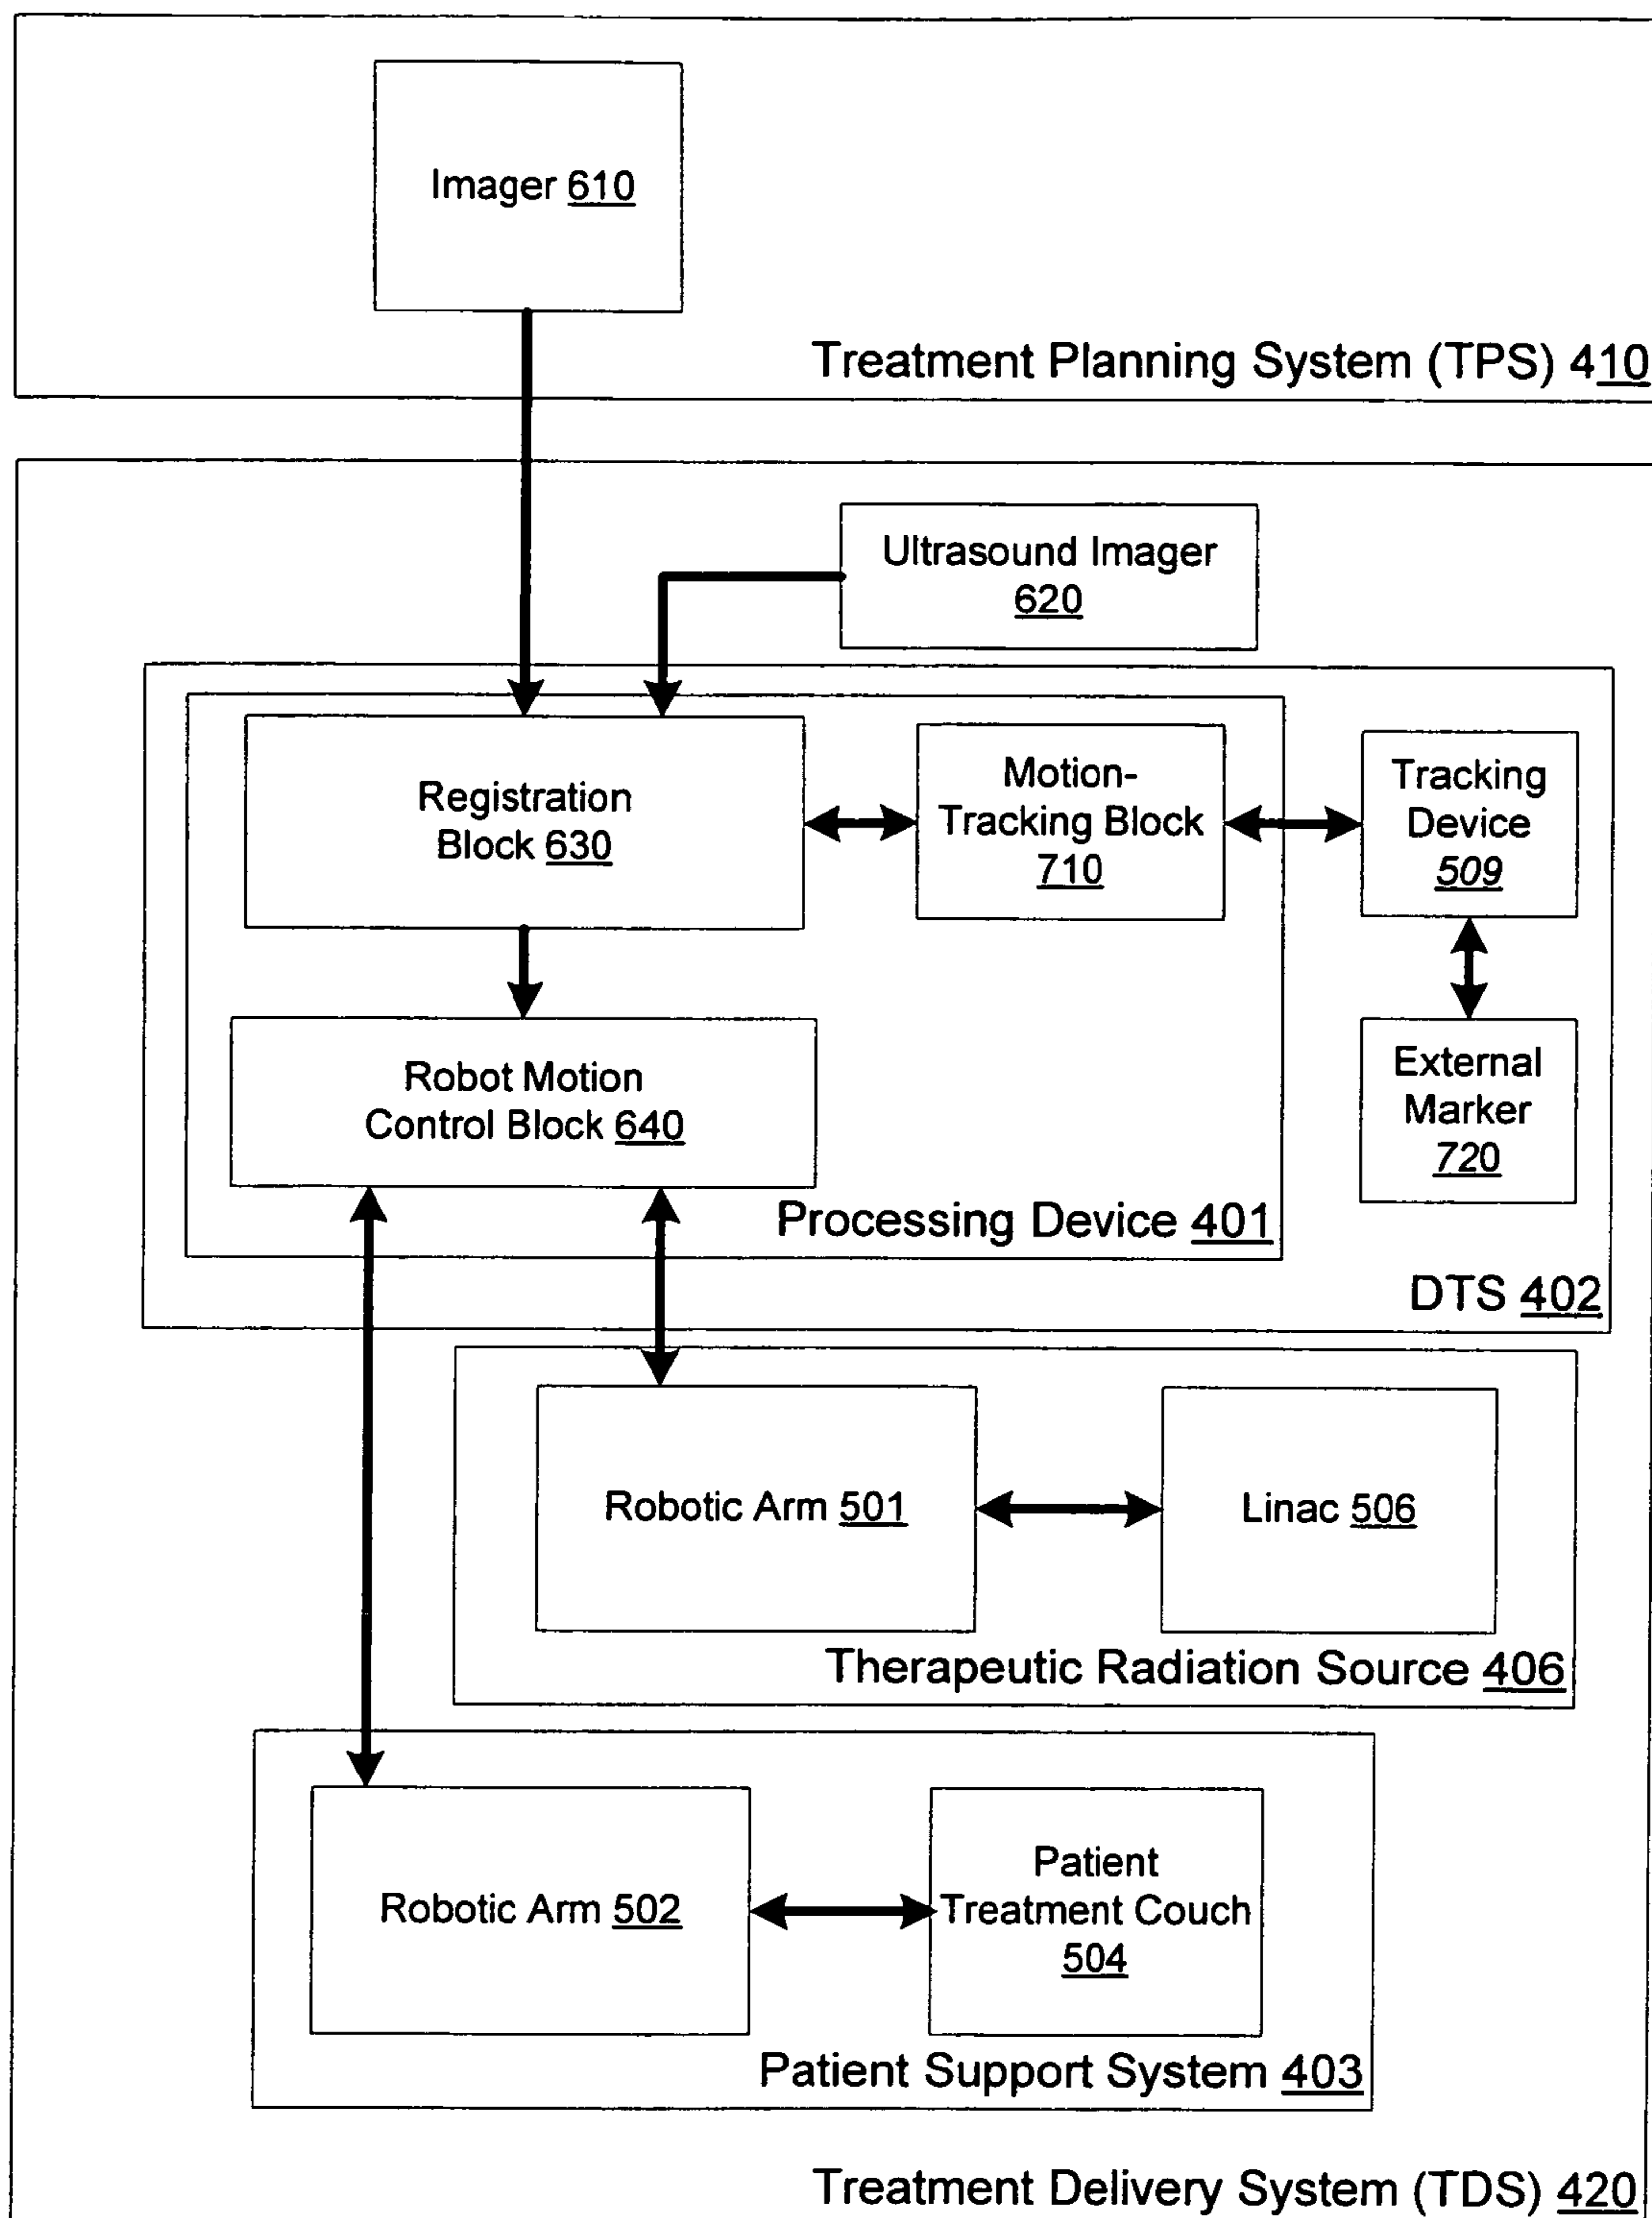 Imager 610
Treatment Planning System (TPS) 410
Ultrasound Imager
620
Registration
Block 630
Motion-
Tracking Block
710
Tracking
Device
509
Robot Motion
Control Block 640
External
Marker
720
Processing Device 401
DTS 402
Robotic Arm 501
Linac 506
Therapeutic Radiation Source 406
Robotic Arm 502
Patient
Treatment Couch
504
Patient Support System 403
Treatment Delivery System (TDS) 420